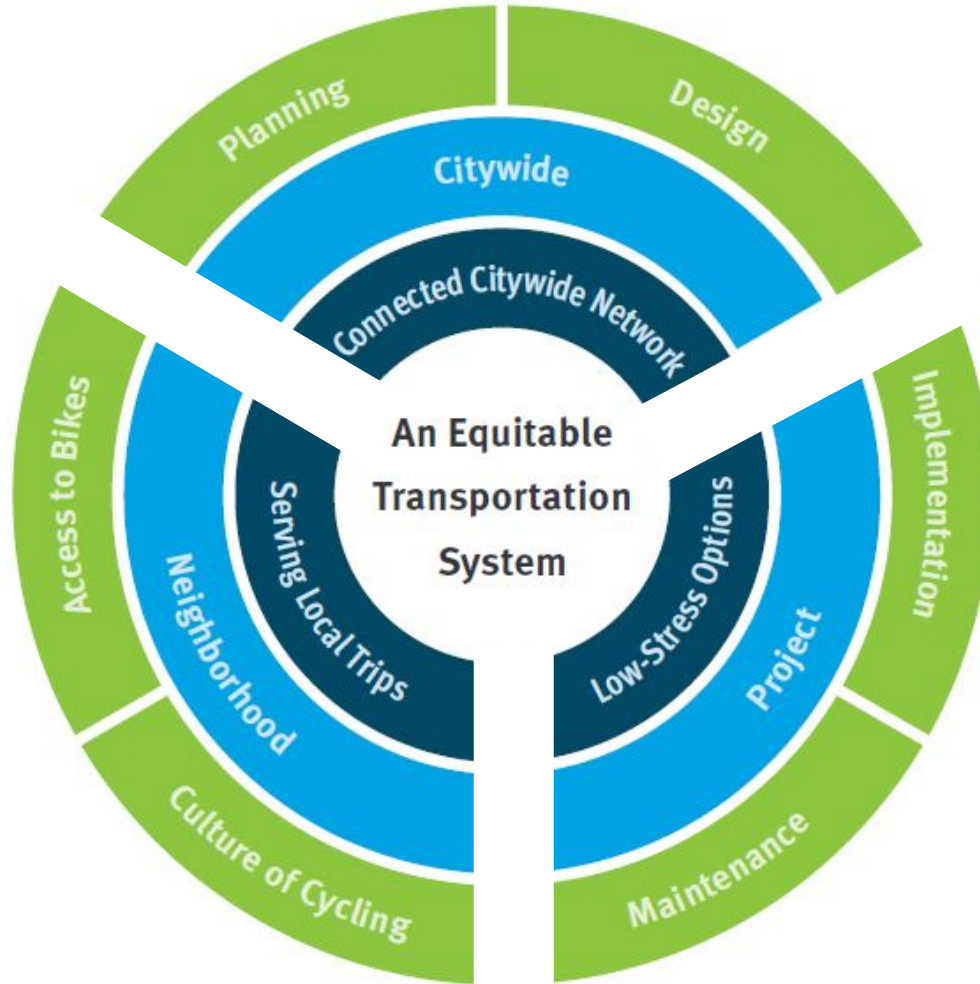 Planning
Design
Citywide
Connected Citywide Network
An Equitable
Transportation
System
Access to Bikes
Neighborhood
Serving Local Trips
Culture of Cycling
Low-Stress Options
Project
Implementation
Maintenance